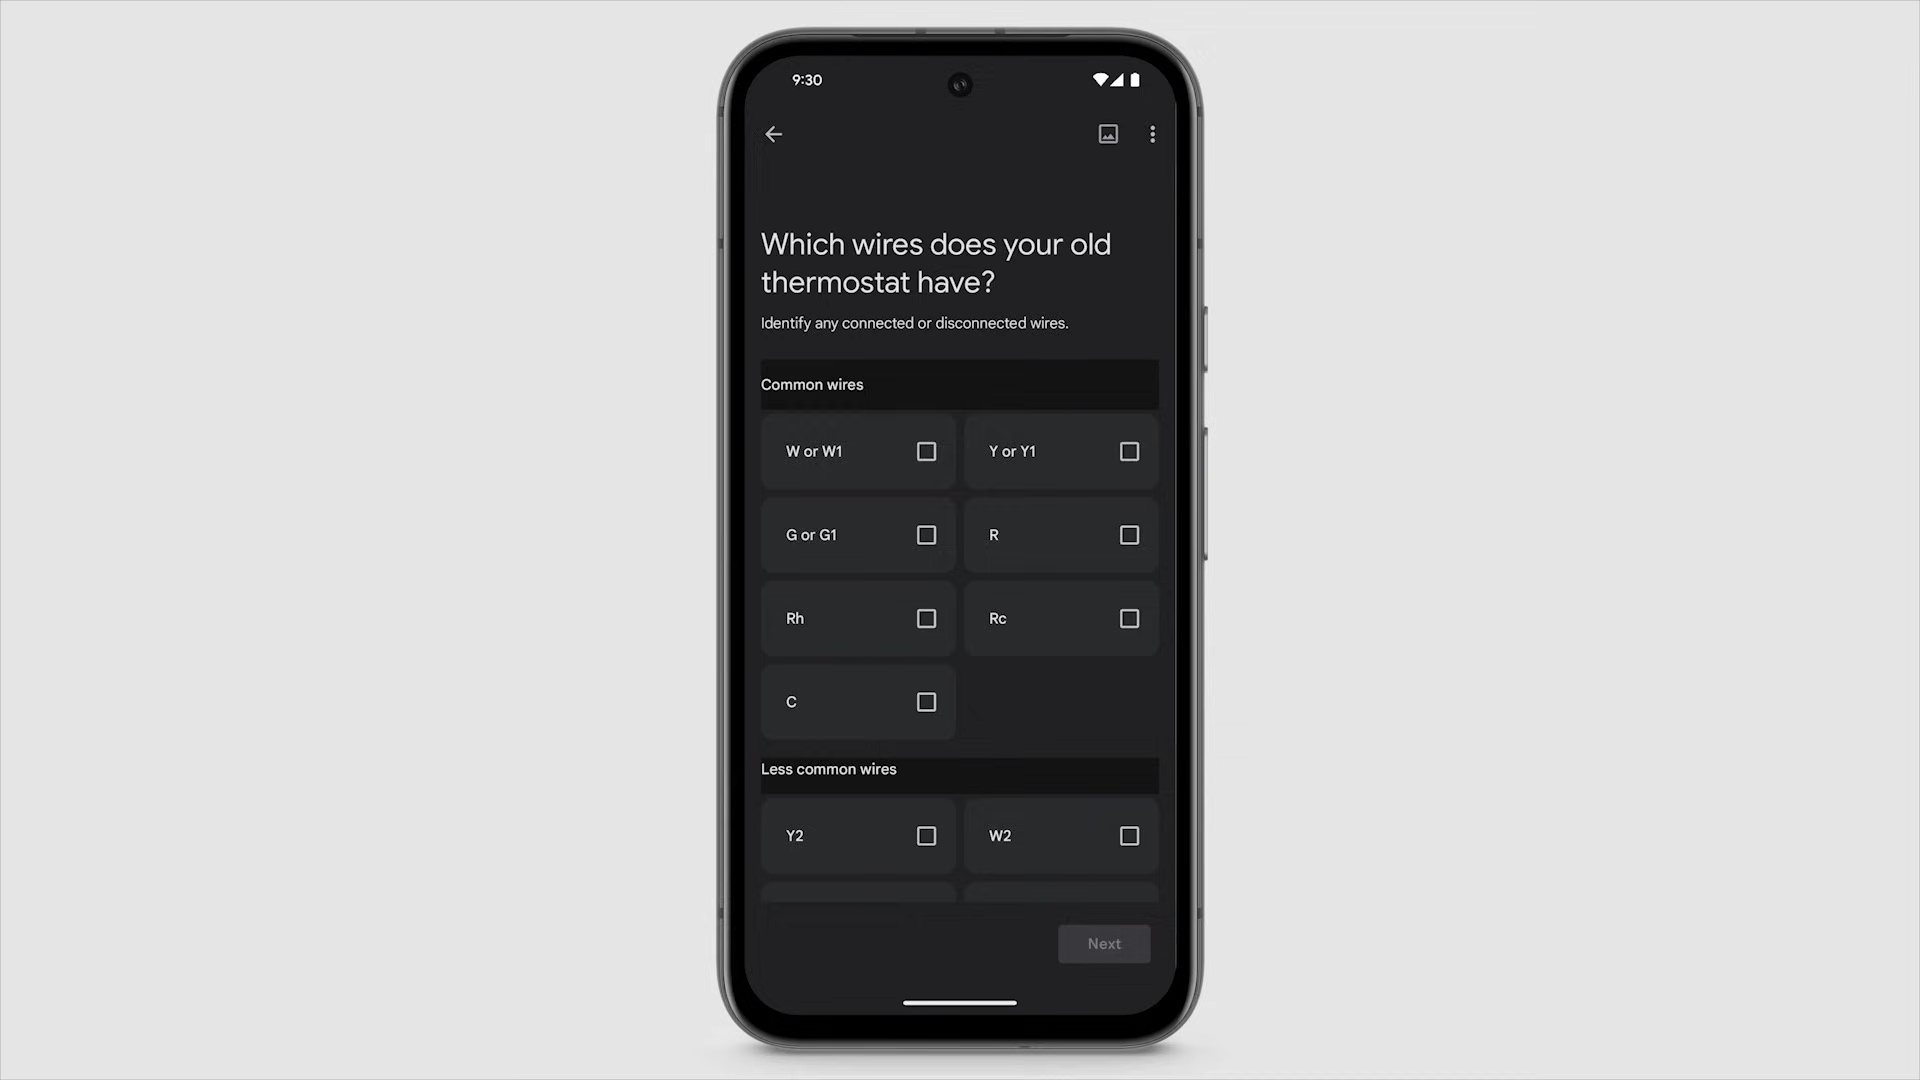 9:30
Which wires does your old
thermostat have?
Identify any connected or disconnected wires.
Common wires
W or W1
Y or Y1
G or G1
R
Rh
Rc
C
Less common wires
Y2
W2
Next